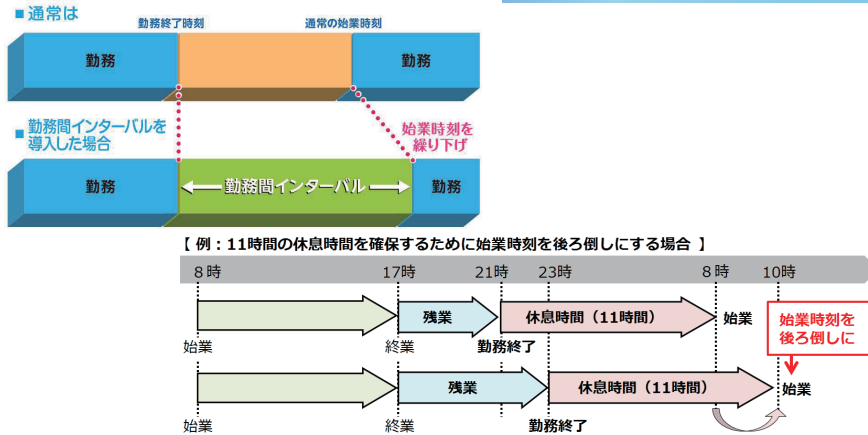 ■ 通常は
勤務終了時刻
通常の始業時刻
勤務
勤務
■ 勤務間インターバルを
導入した場合
始業時刻を
繰り下げ
勤務
勤務間インターバル
勤務
【 例：11時間の休息時間を確保するために始業時刻を後ろ倒しにする場合 】
8時 17時 21時 23時 8時 10時
残業
休息時間（11時間）
始業
始業時刻を
後ろ倒しに
始業
終業
勤務終了
残業
休息時間（11時間）
始業
始業
終業
勤務終了